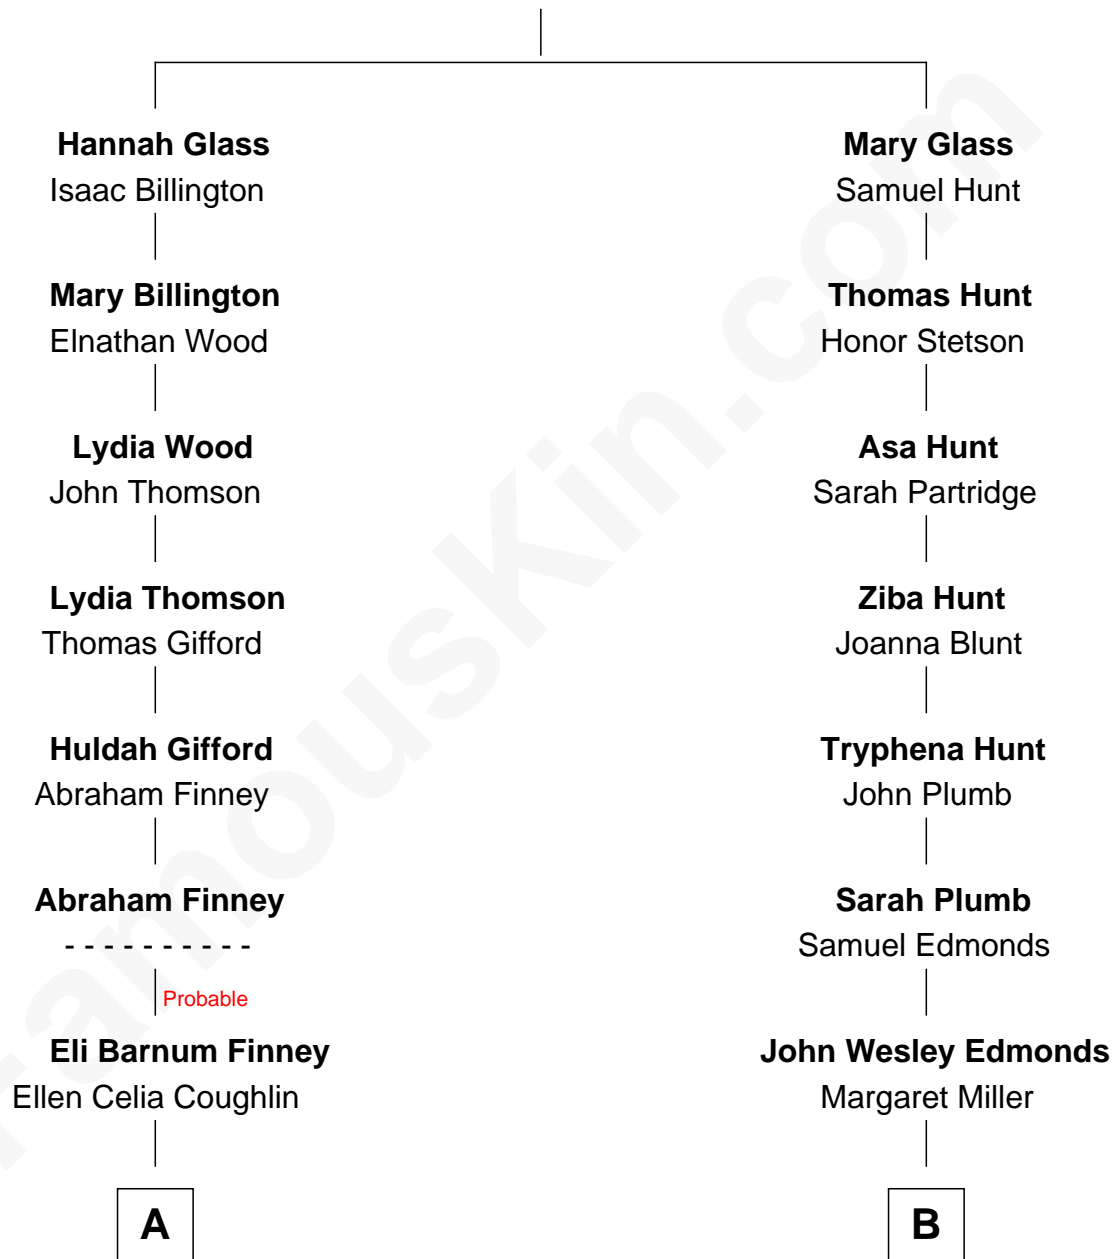 Hannah Glass
Isaac Billington
Mary Billington
Elnathan Wood
Lydia Wood
John Thomson
Lydia Thomson
Thomas Gifford
Huldah Gifford
Abraham Finney
Abraham Finney
- - - - - - - - - -
Probable
Eli Barnum Finney
Ellen Celia Coughlin
A
Mary Glass
Samuel Hunt
Thomas Hunt
Honor Stetson
Asa Hunt
Sarah Partridge
Ziba Hunt
Joanna Blunt
Tryphena Hunt
John Plumb
Sarah Plumb
Samuel Edmonds
John Wesley Edmonds
Margaret Miller
B
FamousKin.com